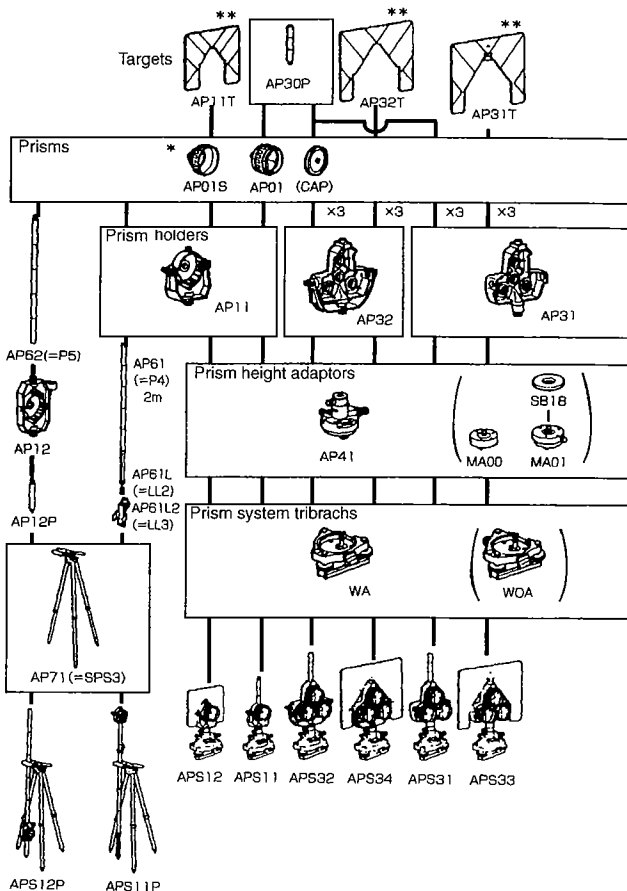 ** ** **
Targets
AP30P
AP11T AP32T AP31T
Prisms
*
AP01S AP01 (CAP)
×3 ×3 ×3 ×3
Prism holders
AP11 AP32 AP31
AP62(=P5)
AP61
(=P4)
2m
Prism height adaptors
SB18
AP12
AP41 MA00 MA01
AP61L
(=LL2)
AP12P AP61L2
(=LL3)
Prism system tribrachs
WA WOA
AP71(=SPS3)
APS12 APS11 APS32 APS34 APS31 APS33
APS12P APS11P